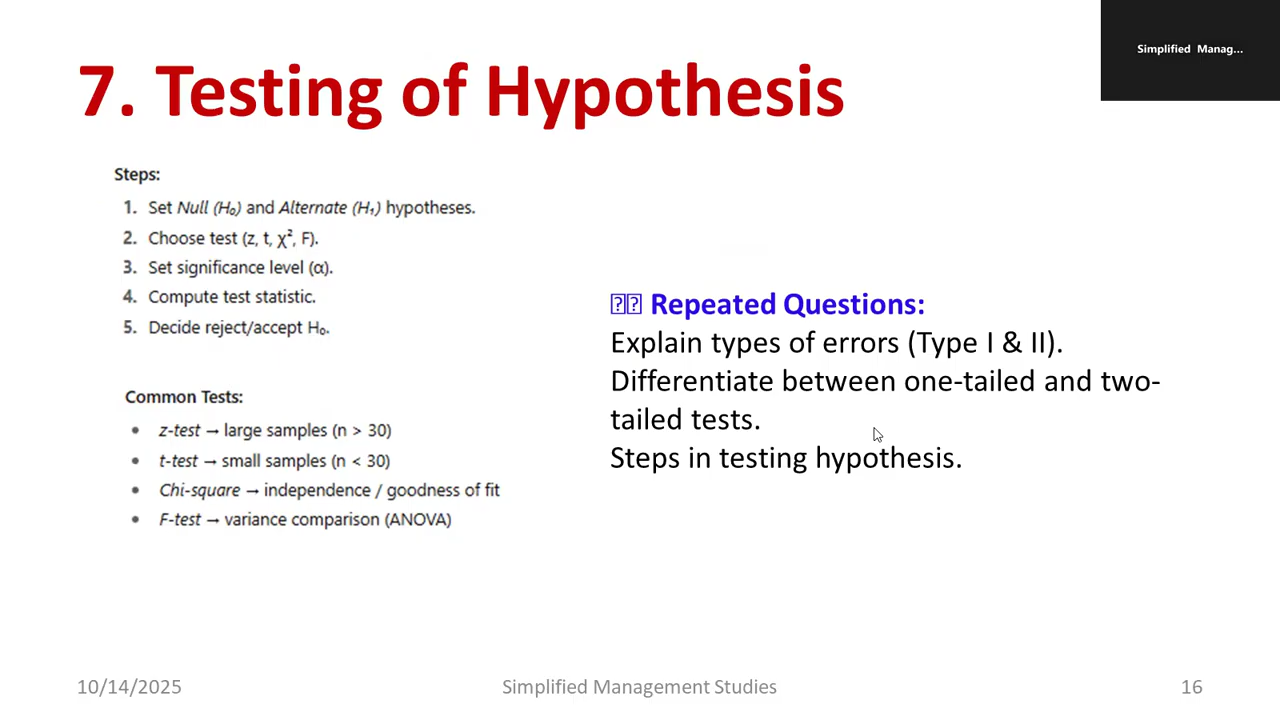 Simplified Manag...
7. Testing of Hypothesis
Steps:
1. Set Null (H₀) and Alternate (H₁) hypotheses.
2. Choose test (z, t, χ², F).
3. Set significance level (α).
4. Compute test statistic.
5. Decide reject/accept H₀.
Common Tests:
• z-test → large samples (n > 30)
• t-test → small samples (n < 30)
• Chi-square → independence / goodness of fit
• F-test → variance comparison (ANOVA)
Repeated Questions:
Explain types of errors (Type I & II).
Differentiate between one-tailed and two-
tailed tests.
Steps in testing hypothesis.
10/14/2025
Simplified Management Studies
16